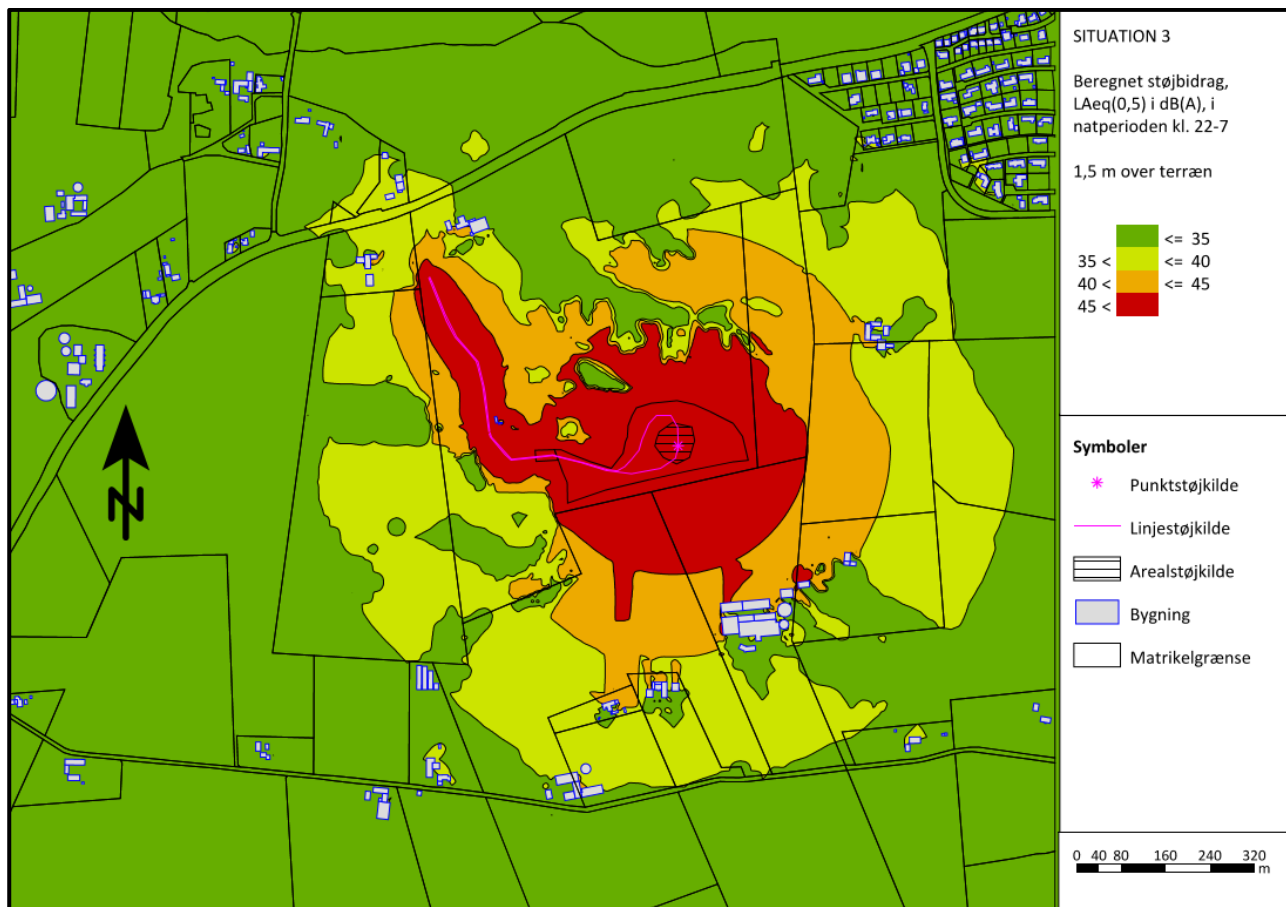 SITUATION 3
Beregnet støjbidrag,
LAeq(0,5) i dB(A), i
natperioden kl. 22-7
1,5 m over terræn
<= 35
35 < <= 40
40 < <= 45
45 <
N
Symboler
Punktstøjkilde
Linjestøjkilde
Arealstøjkilde
Bygning
Matrikelgrænse
0 40 80 160 240 320
m